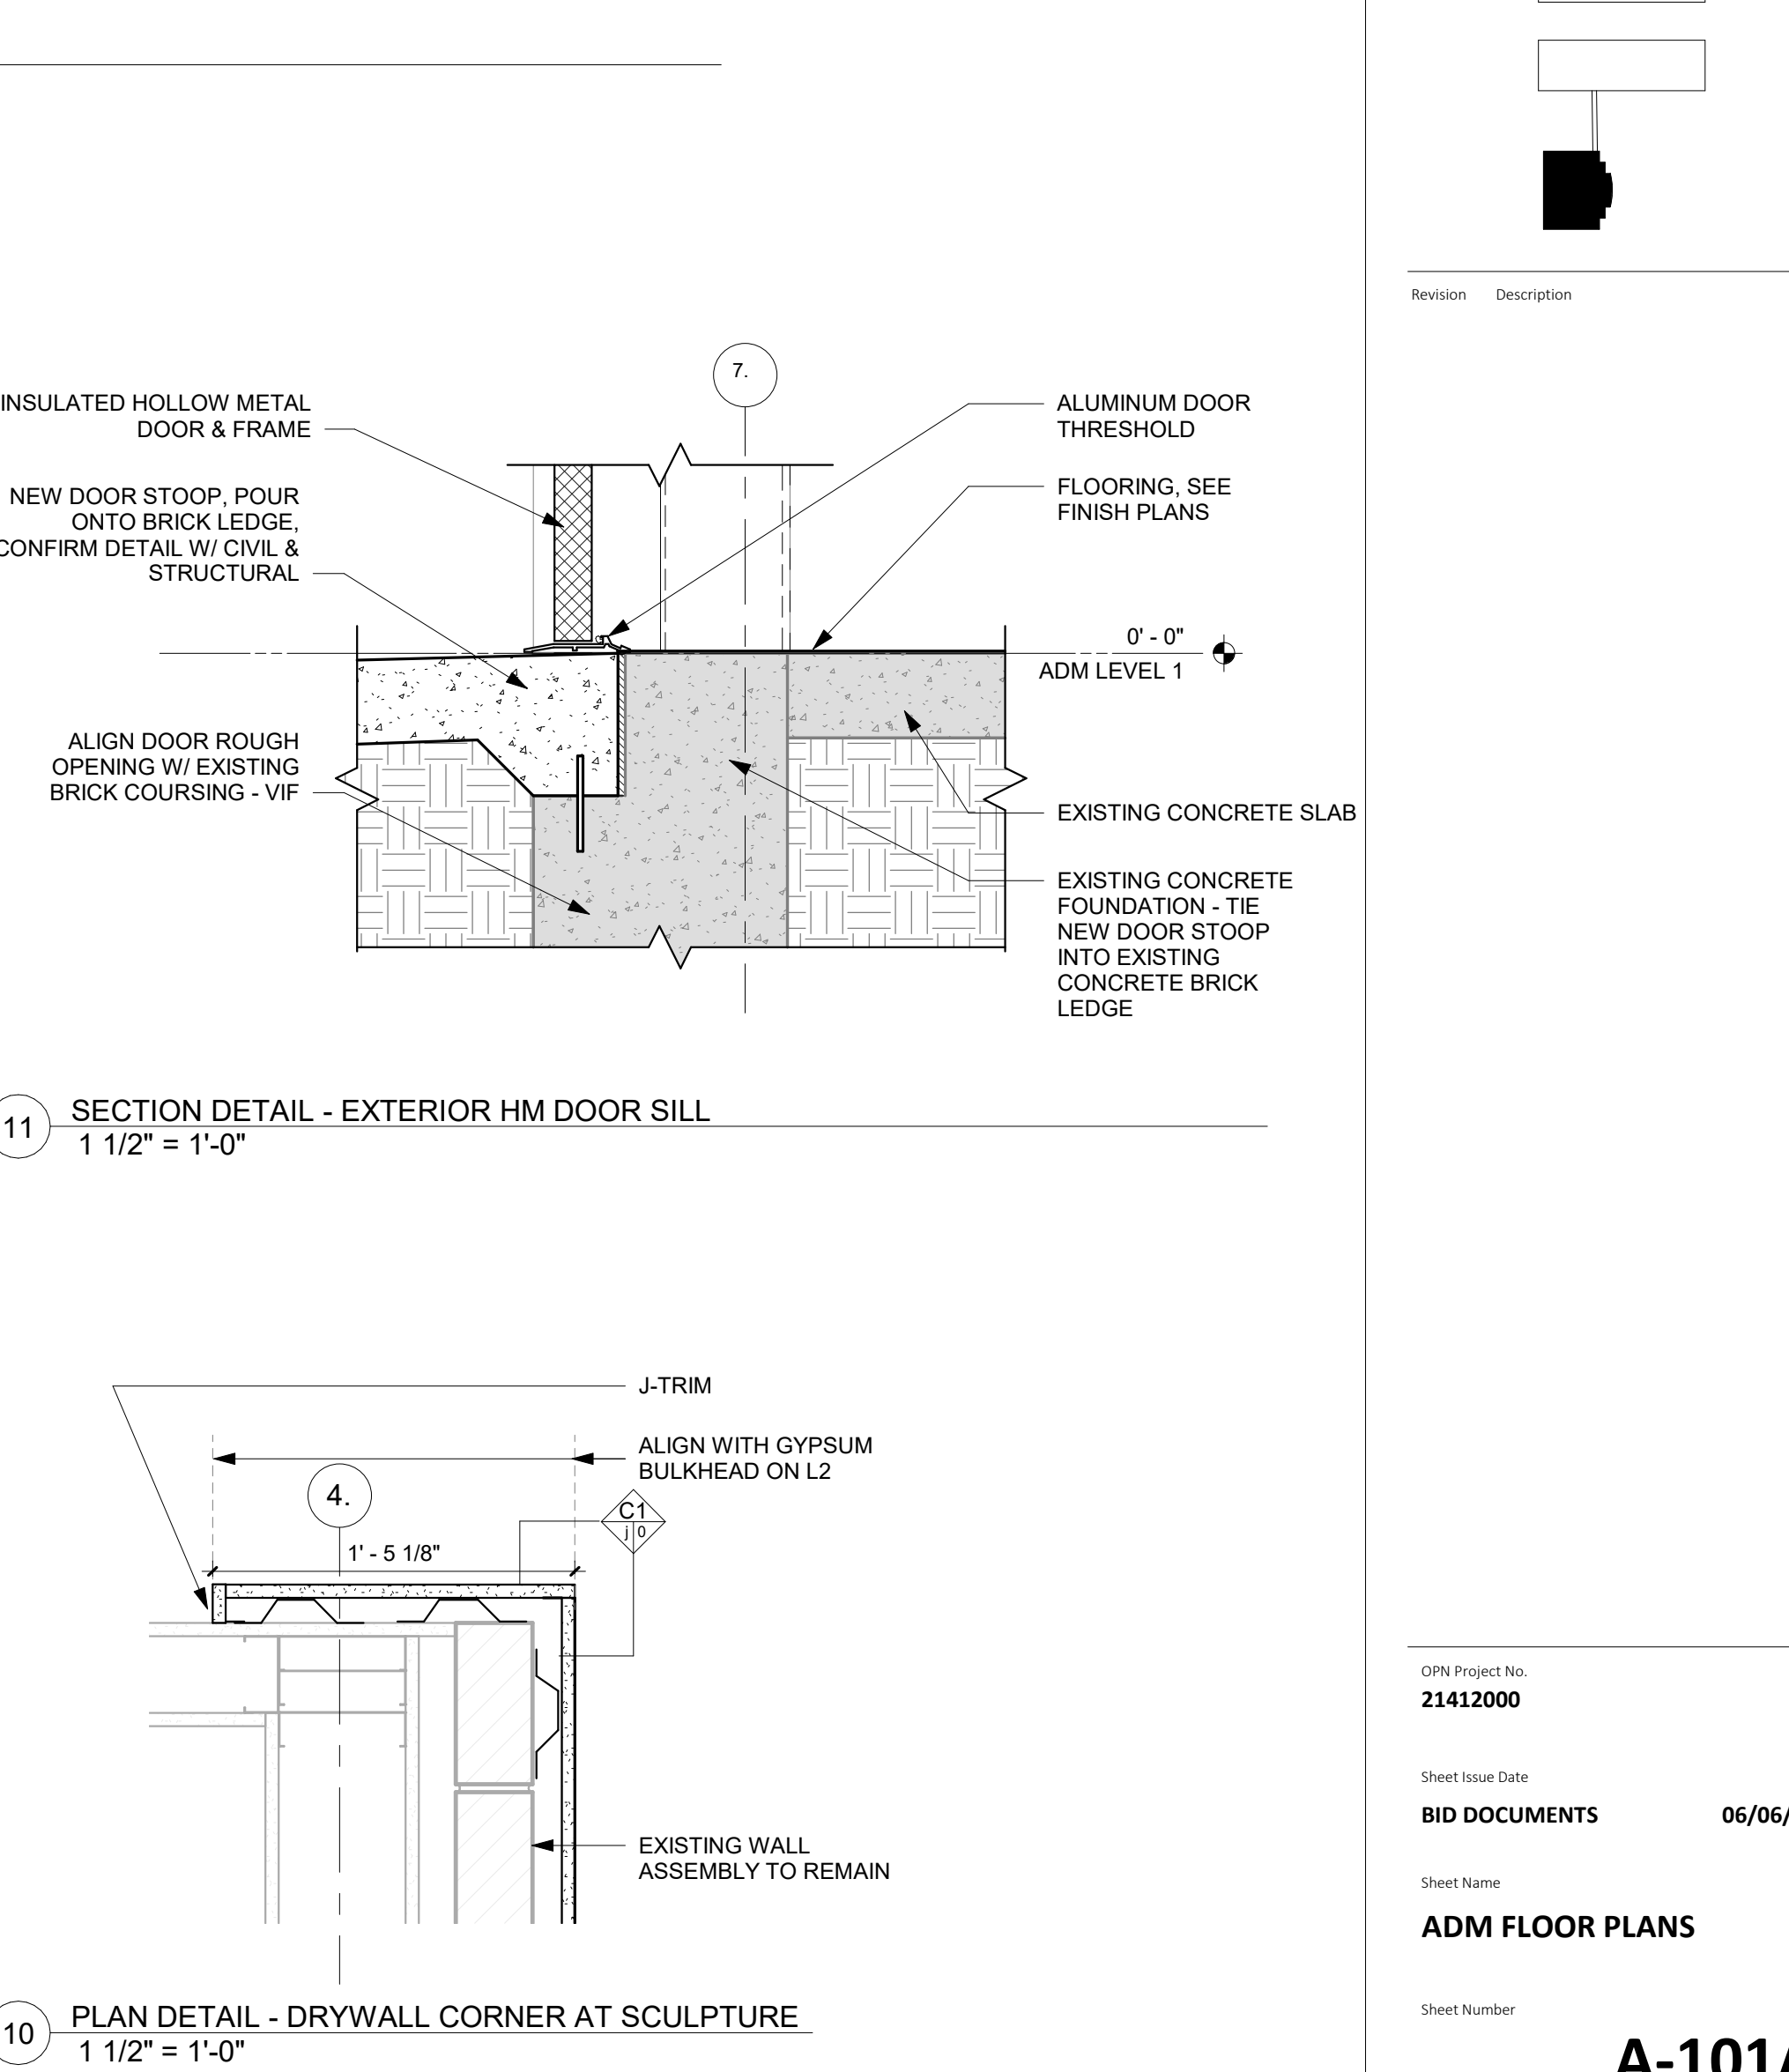 Revision Description
7.
INSULATED HOLLOW METAL
DOOR & FRAME
NEW DOOR STOOP, POUR
ONTO BRICK LEDGE,
CONFIRM DETAIL W/ CIVIL &
STRUCTURAL
ALIGN DOOR ROUGH
OPENING W/ EXISTING
BRICK COURSING - VIF
ALUMINUM DOOR
THRESHOLD
FLOORING, SEE
FINISH PLANS
0' - 0"
ADM LEVEL 1
EXISTING CONCRETE SLAB
EXISTING CONCRETE
FOUNDATION - TIE
NEW DOOR STOOP
INTO EXISTING
CONCRETE BRICK
LEDGE
11
SECTION DETAIL - EXTERIOR HM DOOR SILL
1 1/2" = 1'-0"
J-TRIM
ALIGN WITH GYPSUM
BULKHEAD ON L2
4.
C1
j 0
1' - 5 1/8"
EXISTING WALL
ASSEMBLY TO REMAIN
10
PLAN DETAIL - DRYWALL CORNER AT SCULPTURE
1 1/2" = 1'-0"
OPN Project No.
21412000
Sheet Issue Date
BID DOCUMENTS 06/06/
Sheet Name
ADM FLOOR PLANS
Sheet Number
A-101